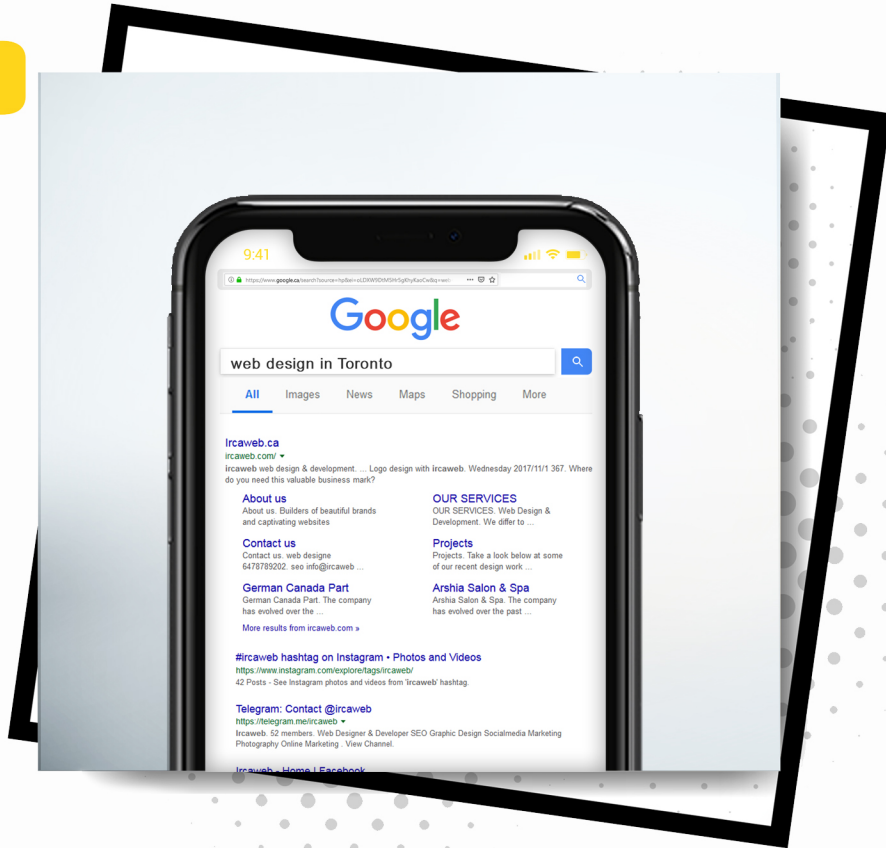 9:41
Google
web design in Toronto
All Images News Maps Shopping More
Ircaweb.ca
ircaweb.com/
ircaweb web design & development. ... Logo design with ircaweb. Wednesday 2017/11/1 367. Where
do you need this valuable business mark?
About us
About us. Builders of beautiful brands
and captivating websites
OUR SERVICES
OUR SERVICES. Web Design &
Development. We differ to ...
Contact us
Contact us. web designe
6478789202. seo info@ircaweb ...
Projects
Projects. Take a look below at some
of our recent design work ...
German Canada Part
German Canada Part. The company
has evolved over the ...
Arshia Salon & Spa
Arshia Salon & Spa. The company
has evolved over the past ...
More results from ircaweb.com »
#ircaweb hashtag on Instagram • Photos and Videos
https://www.instagram.com/explore/tags/ircaweb/
42 Posts - See Instagram photos and videos from 'ircaweb' hashtag.
Telegram: Contact @ircaweb
https://telegram.me/ircaweb
Ircaweb. 52 members. Web Designer & Developer SEO Graphic Design Socialmedia Marketing
Photography Online Marketing . View Channel.
Ircaweb - Home | Facebook